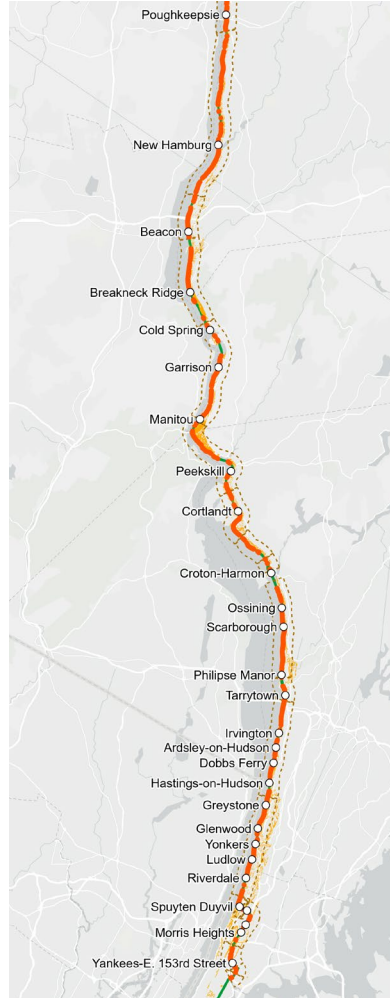 Poughkeepsie
New Hamburg
Beacon
Breakneck Ridge
Cold Spring
Garrison
Manitou
Peekskill
Cortlandt
Croton-Harmon
Ossining
Scarborough
Philipse Manor
Tarrytown
Irvington
Ardsley-on-Hudson
Dobbs Ferry
Hastings-on-Hudson
Greystone
Glenwood
Yonkers
Ludlow
Riverdale
Spuyten Duyvil
Morris Heights
Yankees-E. 153rd Street